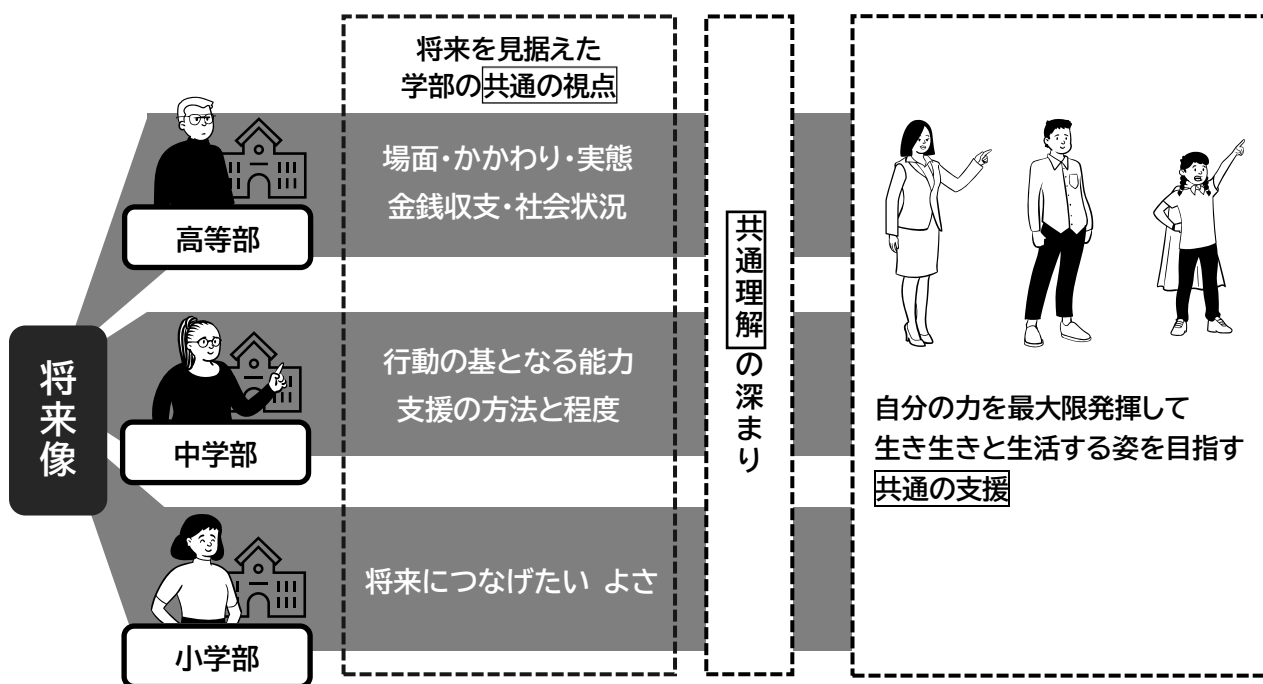 将来像
高等部
中学部
小学部
将来を見据えた
学部の共通の視点
場面・かかわり・実態
金銭収支・社会状況
行動の基となる能力
支援の方法と程度
将来につなげたい よさ
共通理解の深まり
自分の力を最大限発揮して
生き生きと生活する姿を目指す
共通の支援